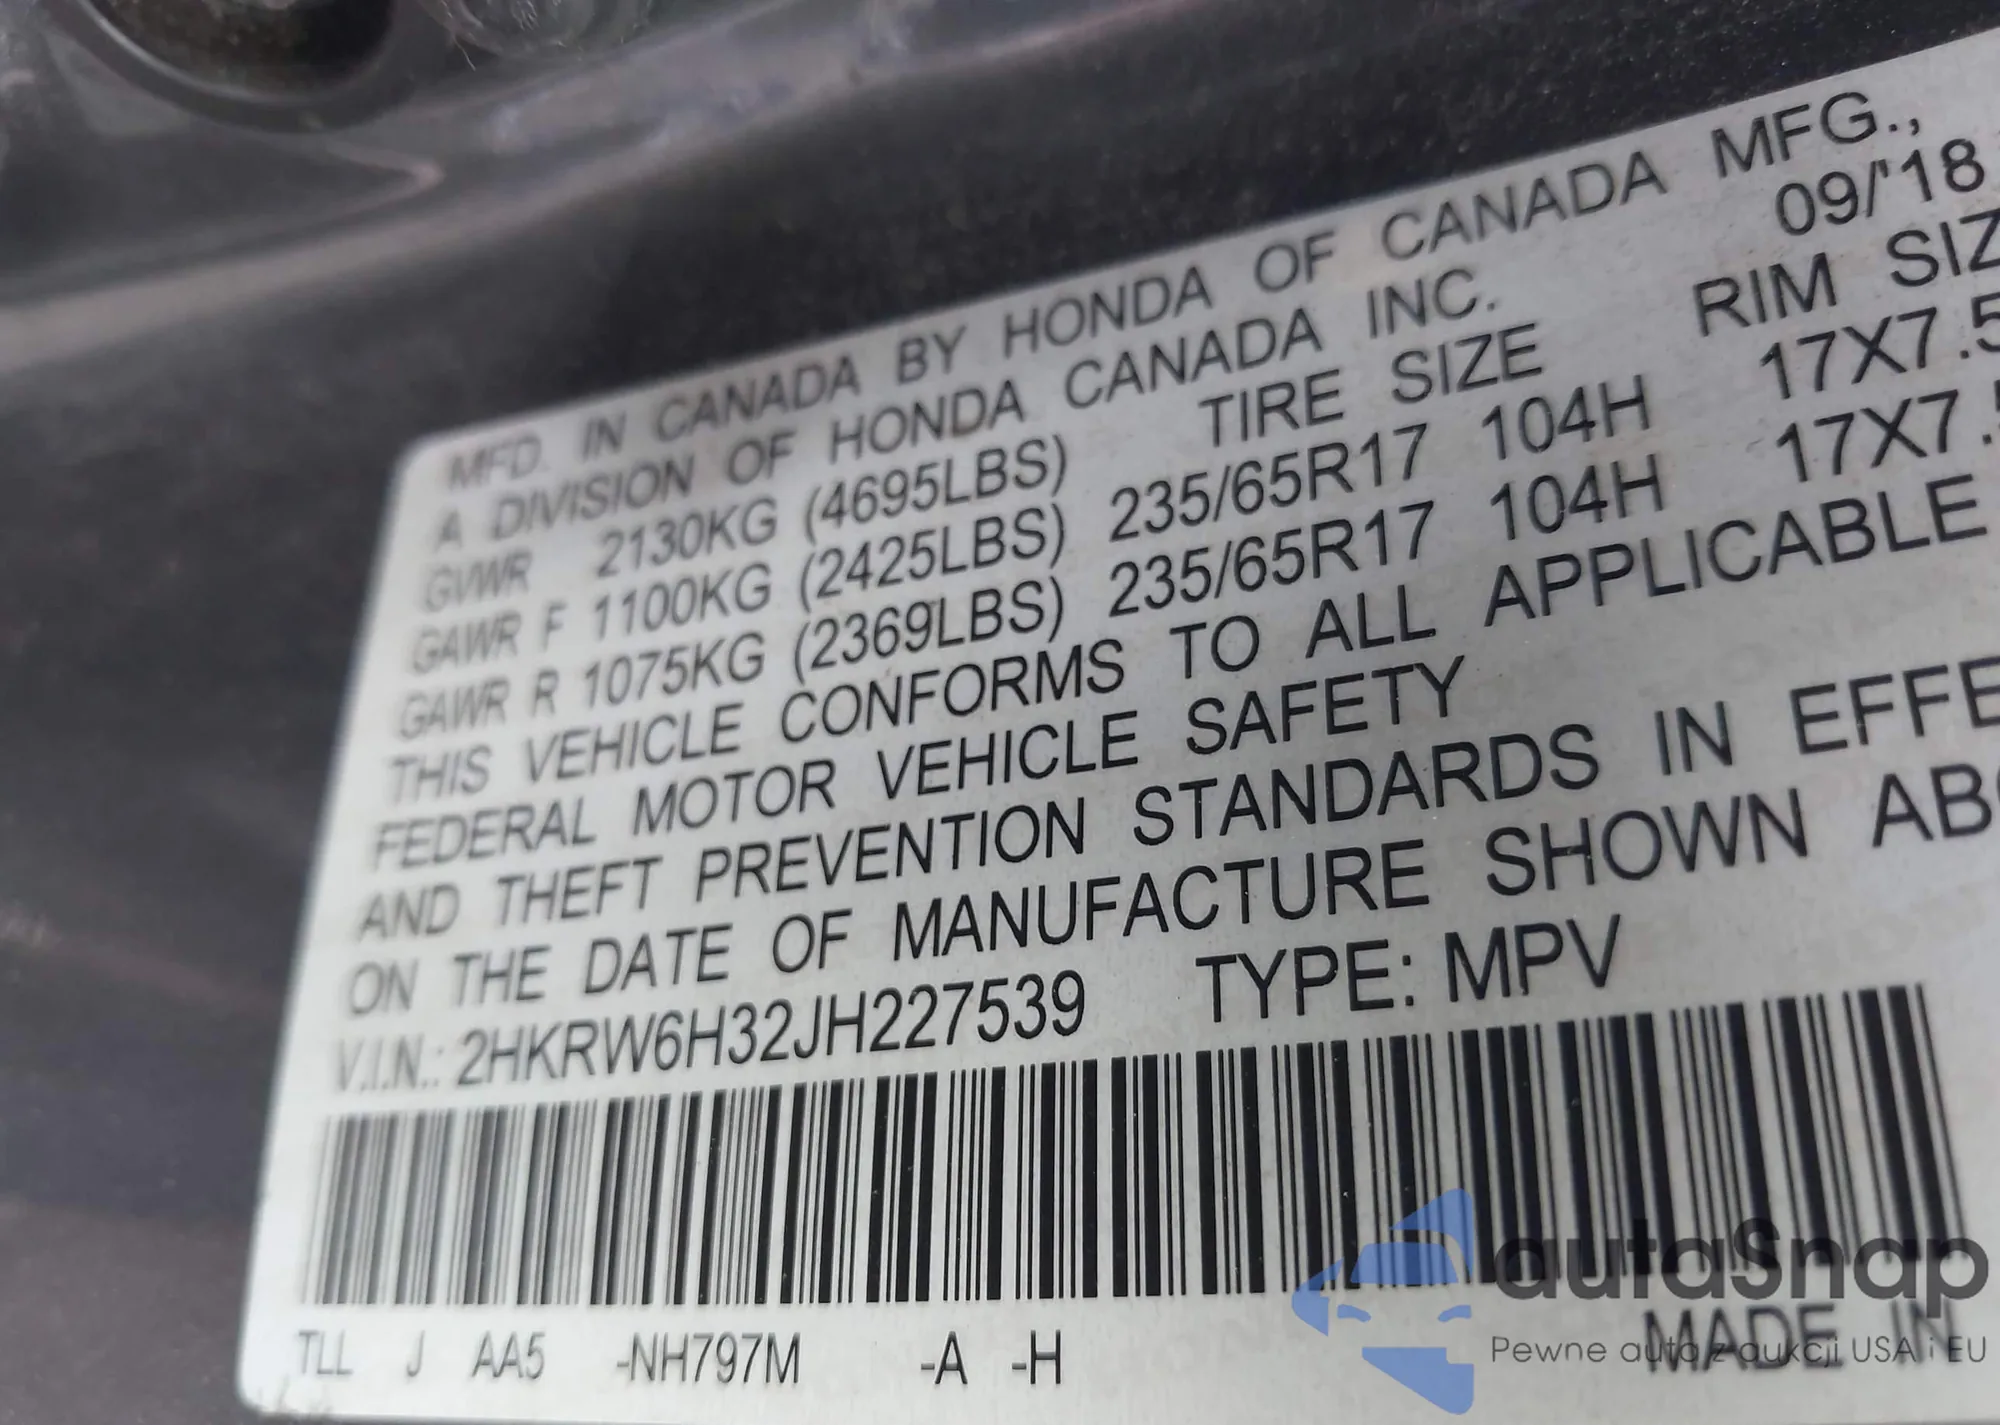 MFD. IN CANADA BY HONDA OF CANADA MFG.,
A DIVISION OF HONDA CANADA INC. 09/'18
GVWR 2130KG (4695LBS) TIRE SIZE RIM SIZ
GAWR F 1100KG (2425LBS) 235/65R17 104H 17X7.5
GAWR R 1075KG (2369LBS) 235/65R17 104H 17X7.5
THIS VEHICLE CONFORMS TO ALL APPLICABLE
FEDERAL MOTOR VEHICLE SAFETY
AND THEFT PREVENTION STANDARDS IN EFFE
ON THE DATE OF MANUFACTURE SHOWN ABO
V.I.N.: 2HKRW6H32JH227539 TYPE: MPV
TLL J AA5 -NH797M -A -H MADE IN
autaSnap
Pewne auta z aukcji USA i EU